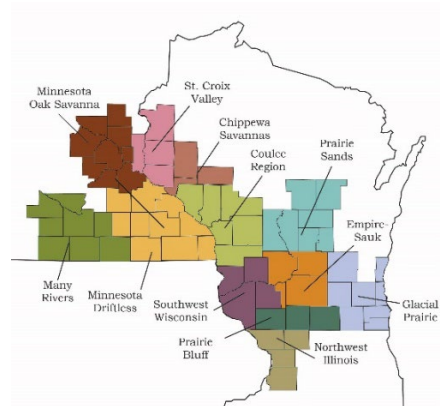 Minnesota
Oak Savanna
St. Croix
Valley
Chippewa
Savannas
Coulee
Region
Prairie
Sands
Empire-
Sauk
Many
Rivers
Minnesota
Driftless
Southwest
Wisconsin
Prairie
Bluff
Northwest
Illinois
Glacial
Prairie